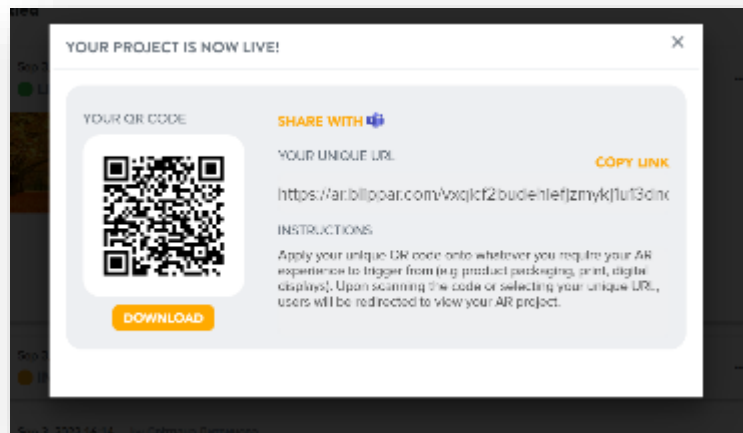 YOUR PROJECT IS NOW LIVE!
YOUR QR CODE
SHARE WITH
YOUR UNIQUE URL
COPY LINK
INSTRUCTIONS
Apply your unique QR code onto whatever you require your AR
experience to trigger from (e.g product packaging, print, digital
displays). Upon scanning the code or selecting your unique URL,
users will be redirected to view your AR project.
DOWNLOAD